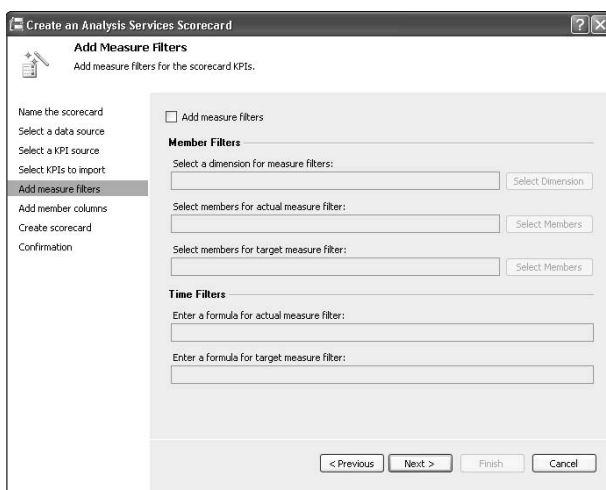 Create an Analysis Services Scorecard
Add Measure Filters
Add measure filters for the scorecard KPIs.
Name the scorecard
Select a data source
Select a KPI source
Select KPIs to import
Add measure filters
Add member columns
Create scorecard
Confirmation
Add measure filters
Member Filters
Select a dimension for measure filters:
Select Dimension
Select members for actual measure filter:
Select Members
Select members for target measure filter:
Select Members
Time Filters
Enter a formula for actual measure filter:
Enter a formula for target measure filter:
< Previous
Next >
Finish
Cancel